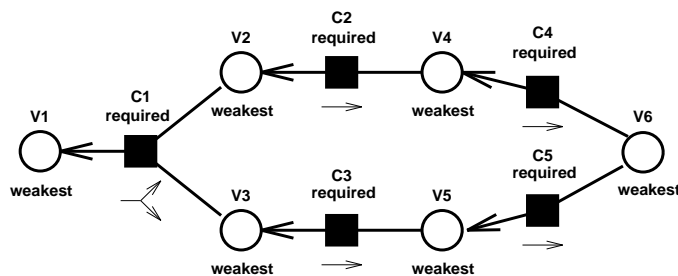 V1
weakest
C1
required
V2
weakest
C2
required
V4
weakest
C4
required
V6
weakest
V3
weakest
C3
required
V5
weakest
C5
required